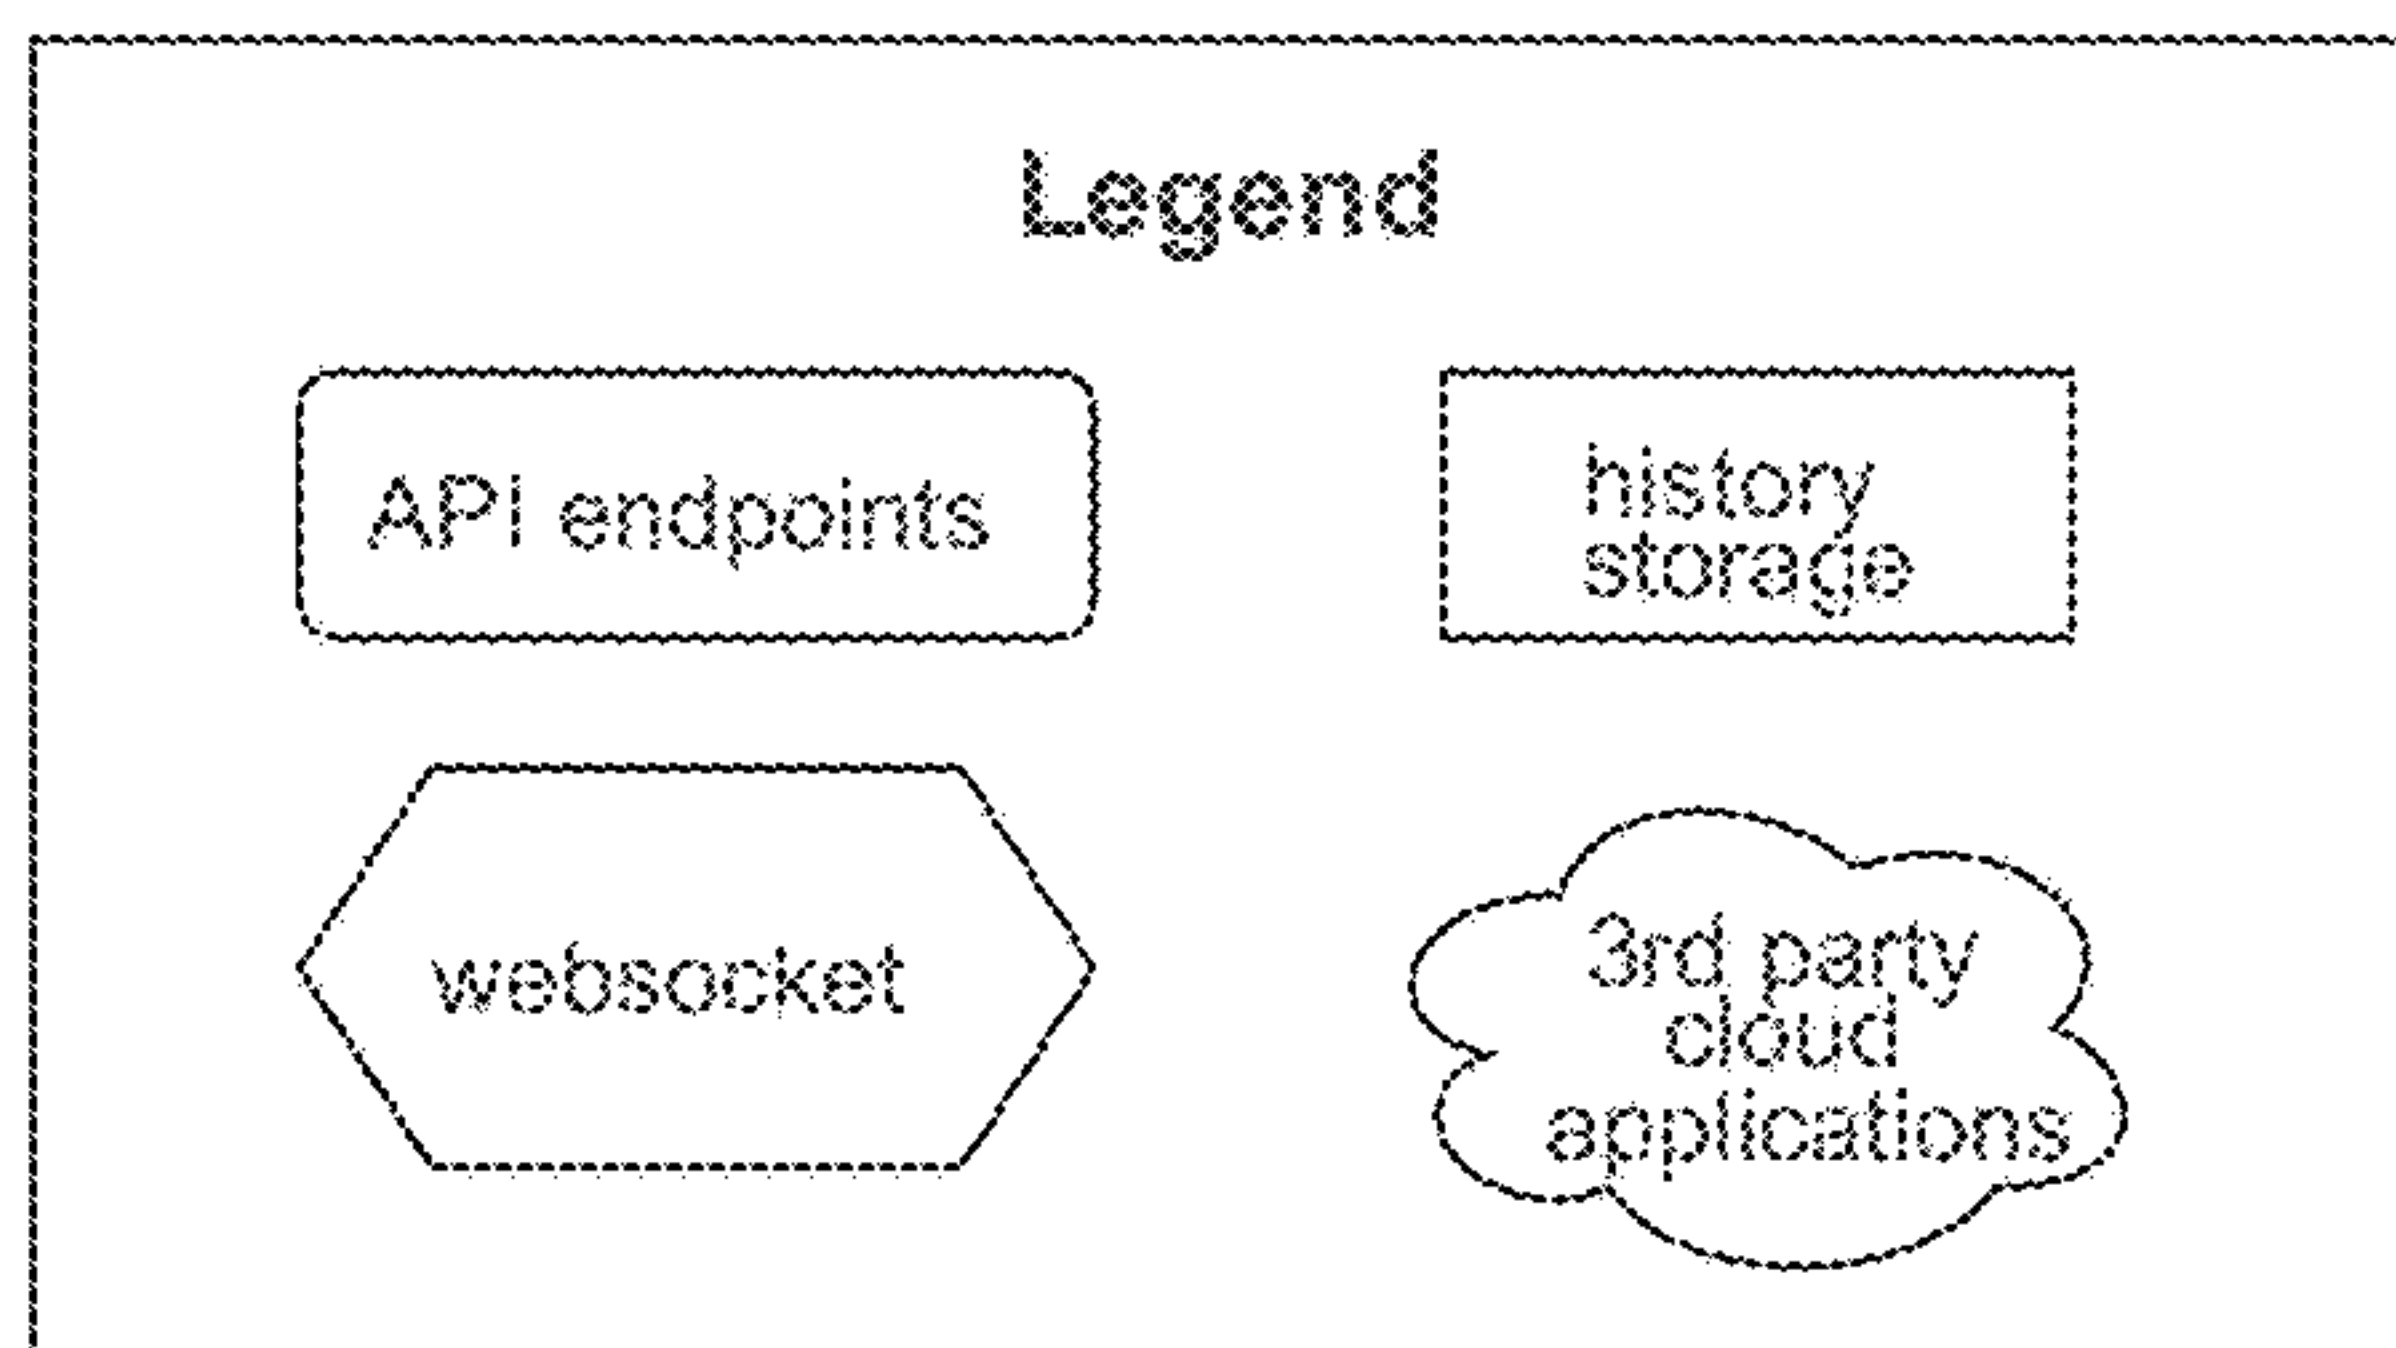 Legend
API endpoints
history
storage
websocket
3rd party
cloud
applications